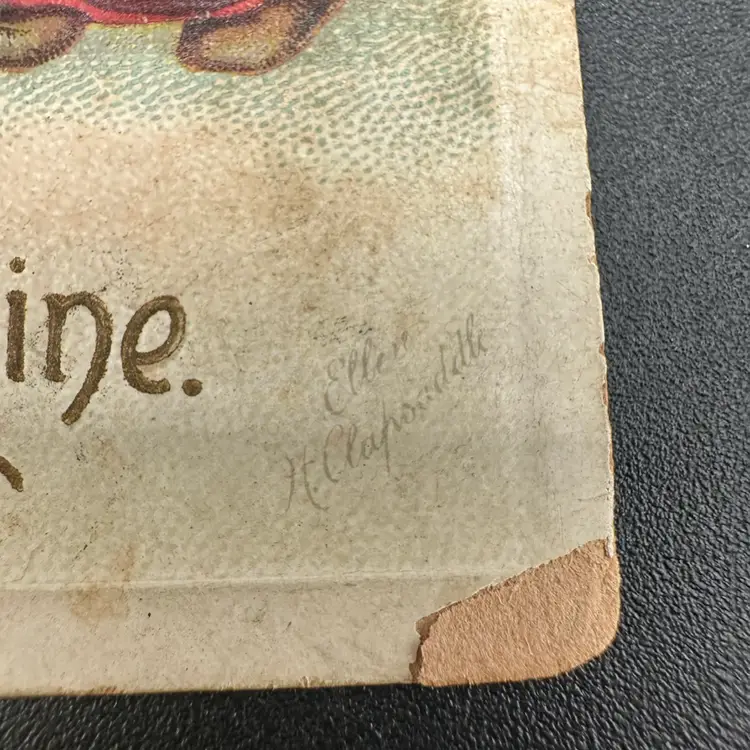 ine.
Ellen
H. Clapsaddle